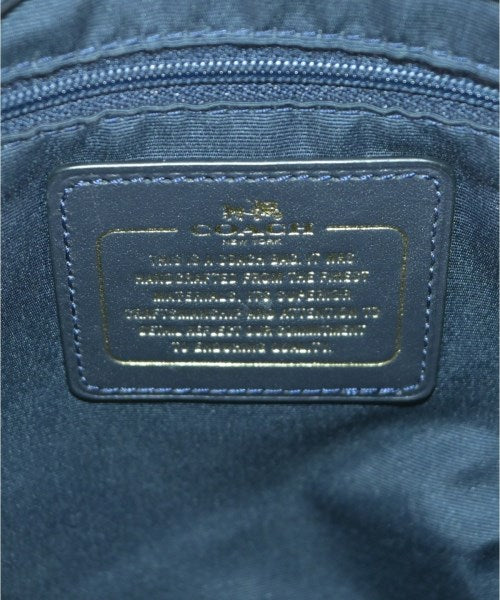 COACH
NEW YORK
THIS IS A COACH BAG. IT WAS
HANDCRAFTED FROM THE FINEST
MATERIALS. ITS SUPERIOR
CRAFTSMANSHIP AND ATTENTION TO
DETAIL REFLECT OUR COMMITMENT
TO ENDURING QUALITY.